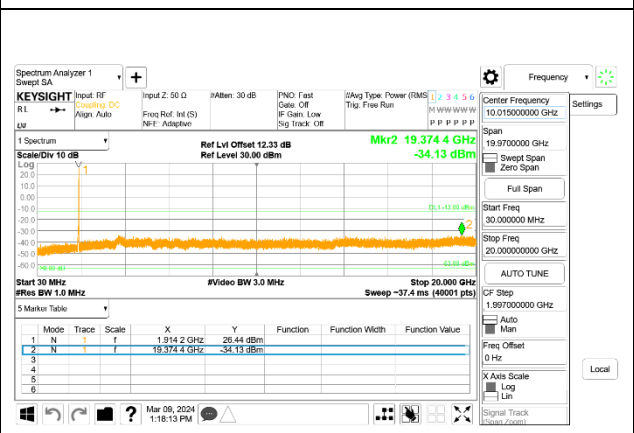 Spectrum Analyzer 1
Swept SA
+
Frequency
KEYSIGHT Input: RF
Coupling: DC
Align: Auto
Input Z: 50 Ω
Freq Ref: Int (S)
NFE: Adaptive
#Atten: 30 dB
PNO: Fast
Gate: Off
IF Gain: Low
Sig Track: Off
#Avg Type: Power (RMS
Trig: Free Run
1 2 3 4 5 6
M W W W W W
P P P P P P
RL
Center Frequency
10.015000000 GHz
Settings
Span
19.9700000 GHz
Swept Span
Zero Span
Full Span
Start Freq
30.000000 MHz
Stop Freq
20.000000000 GHz
AUTO TUNE
CF Step
1.997000000 GHz
Auto
Man
Freq Offset
0 Hz
X Axis Scale
Log
Lin
Signal Track
(Span Zoom)
Local
1 Spectrum
Scale/Div 10 dB
Ref Lvl Offset 12.33 dB
Ref Level 30.00 dBm
Mkr2 19.374 4 GHz
-34.13 dBm
Log
20.0
10.0
0.00
-10.0
-20.0
-30.0
-40.0
-50.0
-60.0
1
2
Start 30 MHz
#Res BW 1.0 MHz
#Video BW 3.0 MHz
Stop 20.000 GHz
Sweep ~37.4 ms (40001 pts)
5 Marker Table
Mode Trace Scale X Y Function Function Width Function Value
1 N 1 f 1.914 2 GHz 26.44 dBm
2 N 1 f 19.374 4 GHz -34.13 dBm
3
4
5
6
?
Mar 09, 2024
1:18:13 PM